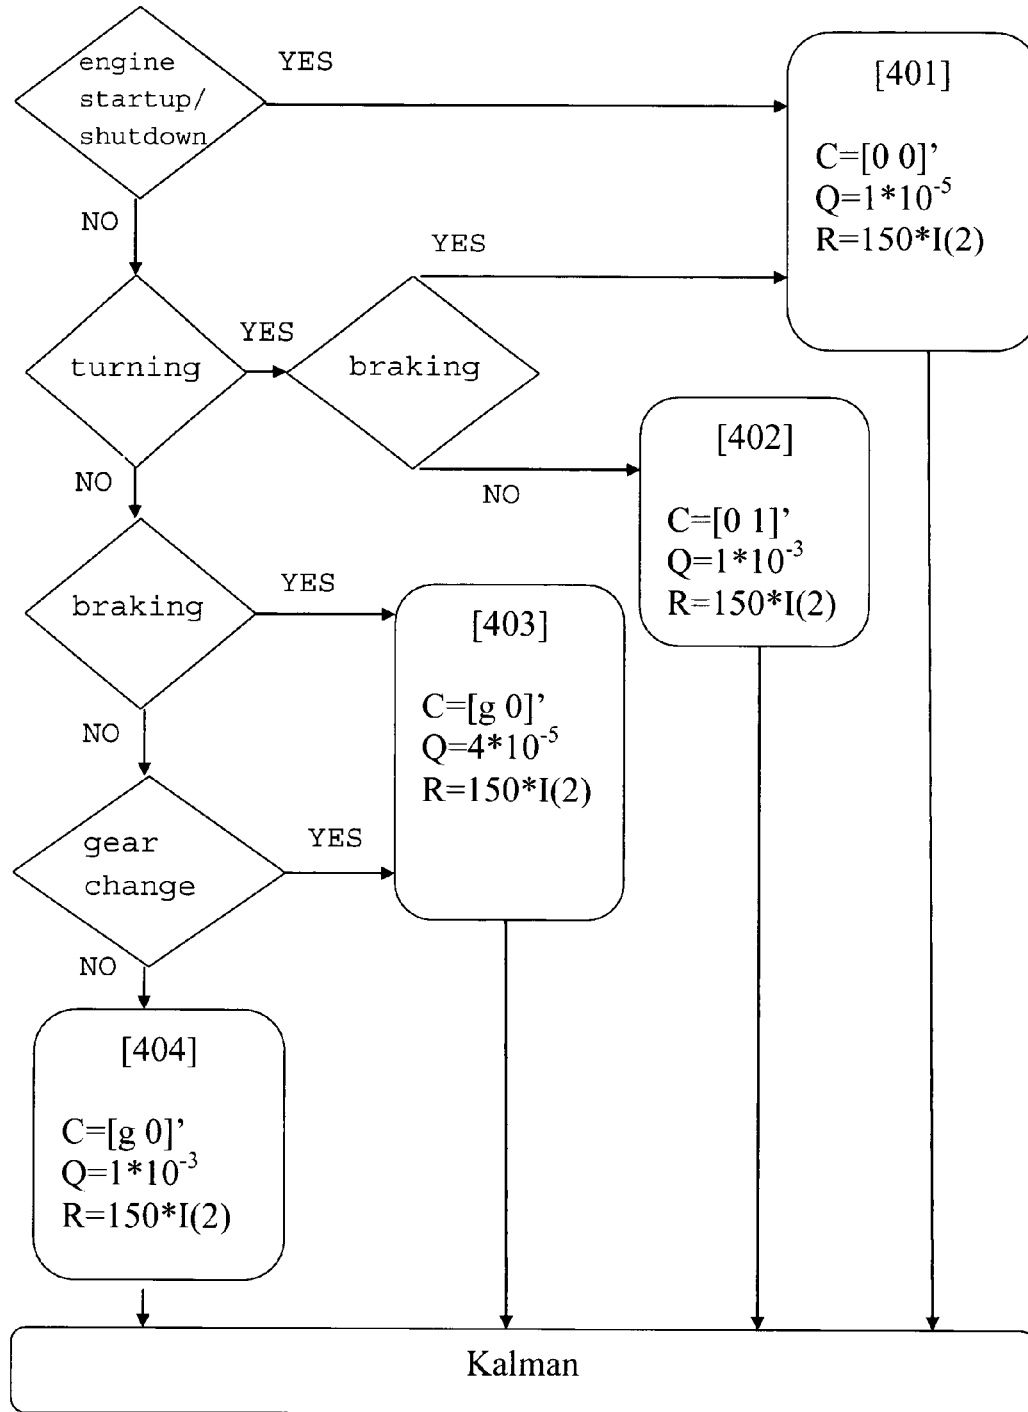 engine
startup/
shutdown
YES
[401]
C=[0 0]’
Q=1*10⁻⁵
R=150*I(2)
NO
YES
turning
YES
braking
[402]
C=[0 1]’
Q=1*10⁻³
R=150*I(2)
NO
NO
braking
YES
[403]
C=[g 0]’
Q=4*10⁻⁵
R=150*I(2)
NO
gear
change
YES
NO
[404]
C=[g 0]’
Q=1*10⁻³
R=150*I(2)
Kalman